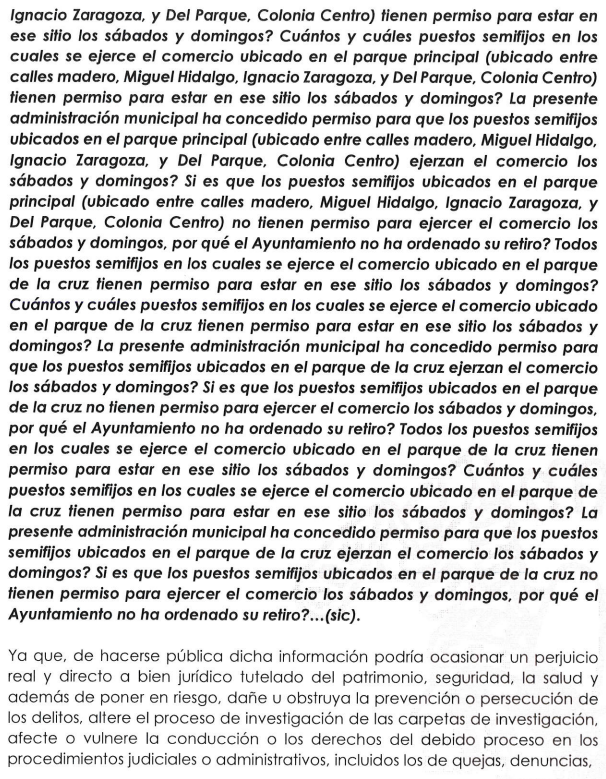 Ignacio Zaragoza, y Del Parque, Colonia Centro) tienen permiso para estar en
ese sitio los sábados y domingos? Cuántos y cuáles puestos semifijos en los
cuales se ejerce el comercio ubicado en el parque principal (ubicado entre
calles madero, Miguel Hidalgo, Ignacio Zaragoza, y Del Parque, Colonia Centro)
tienen permiso para estar en ese sitio los sábados y domingos? La presente
administración municipal ha concedido permiso para que los puestos semifijos
ubicados en el parque principal (ubicado entre calles madero, Miguel Hidalgo,
Ignacio Zaragoza, y Del Parque, Colonia Centro) ejerzan el comercio los
sábados y domingos? Si es que los puestos semifijos ubicados en el parque
principal (ubicado entre calles madero, Miguel Hidalgo, Ignacio Zaragoza, y
Del Parque, Colonia Centro) no tienen permiso para ejercer el comercio los
sábados y domingos, por qué el Ayuntamiento no ha ordenado su retiro? Todos
los puestos semifijos en los cuales se ejerce el comercio ubicado en el parque
de la cruz tienen permiso para estar en ese sitio los sábados y domingos?
Cuántos y cuáles puestos semifijos en los cuales se ejerce el comercio ubicado
en el parque de la cruz tienen permiso para estar en ese sitio los sábados y
domingos? La presente administración municipal ha concedido permiso para
que los puestos semifijos ubicados en el parque de la cruz ejerzan el comercio
los sábados y domingos? Si es que los puestos semifijos ubicados en el parque
de la cruz no tienen permiso para ejercer el comercio los sábados y domingos,
por qué el Ayuntamiento no ha ordenado su retiro? Todos los puestos semifijos
en los cuales se ejerce el comercio ubicado en el parque de la cruz tienen
permiso para estar en ese sitio los sábados y domingos? Cuántos y cuáles
puestos semifijos en los cuales se ejerce el comercio ubicado en el parque de
la cruz tienen permiso para estar en ese sitio los sábados y domingos? La
presente administración municipal ha concedido permiso para que los puestos
semifijos ubicados en el parque de la cruz ejerzan el comercio los sábados y
domingos? Si es que los puestos semifijos ubicados en el parque de la cruz no
tienen permiso para ejercer el comercio los sábados y domingos, por qué el
Ayuntamiento no ha ordenado su retiro?...(sic).
Ya que, de hacerse pública dicha información podría ocasionar un perjuicio
real y directo a bien jurídico tutelado del patrimonio, seguridad, la salud y
además de poner en riesgo, dañe u obstruya la prevención o persecución de
los delitos, altere el proceso de investigación de las carpetas de investigación,
afecte o vulnere la conducción o los derechos del debido proceso en los
procedimientos judiciales o administrativos, incluidos los de quejas, denuncias,